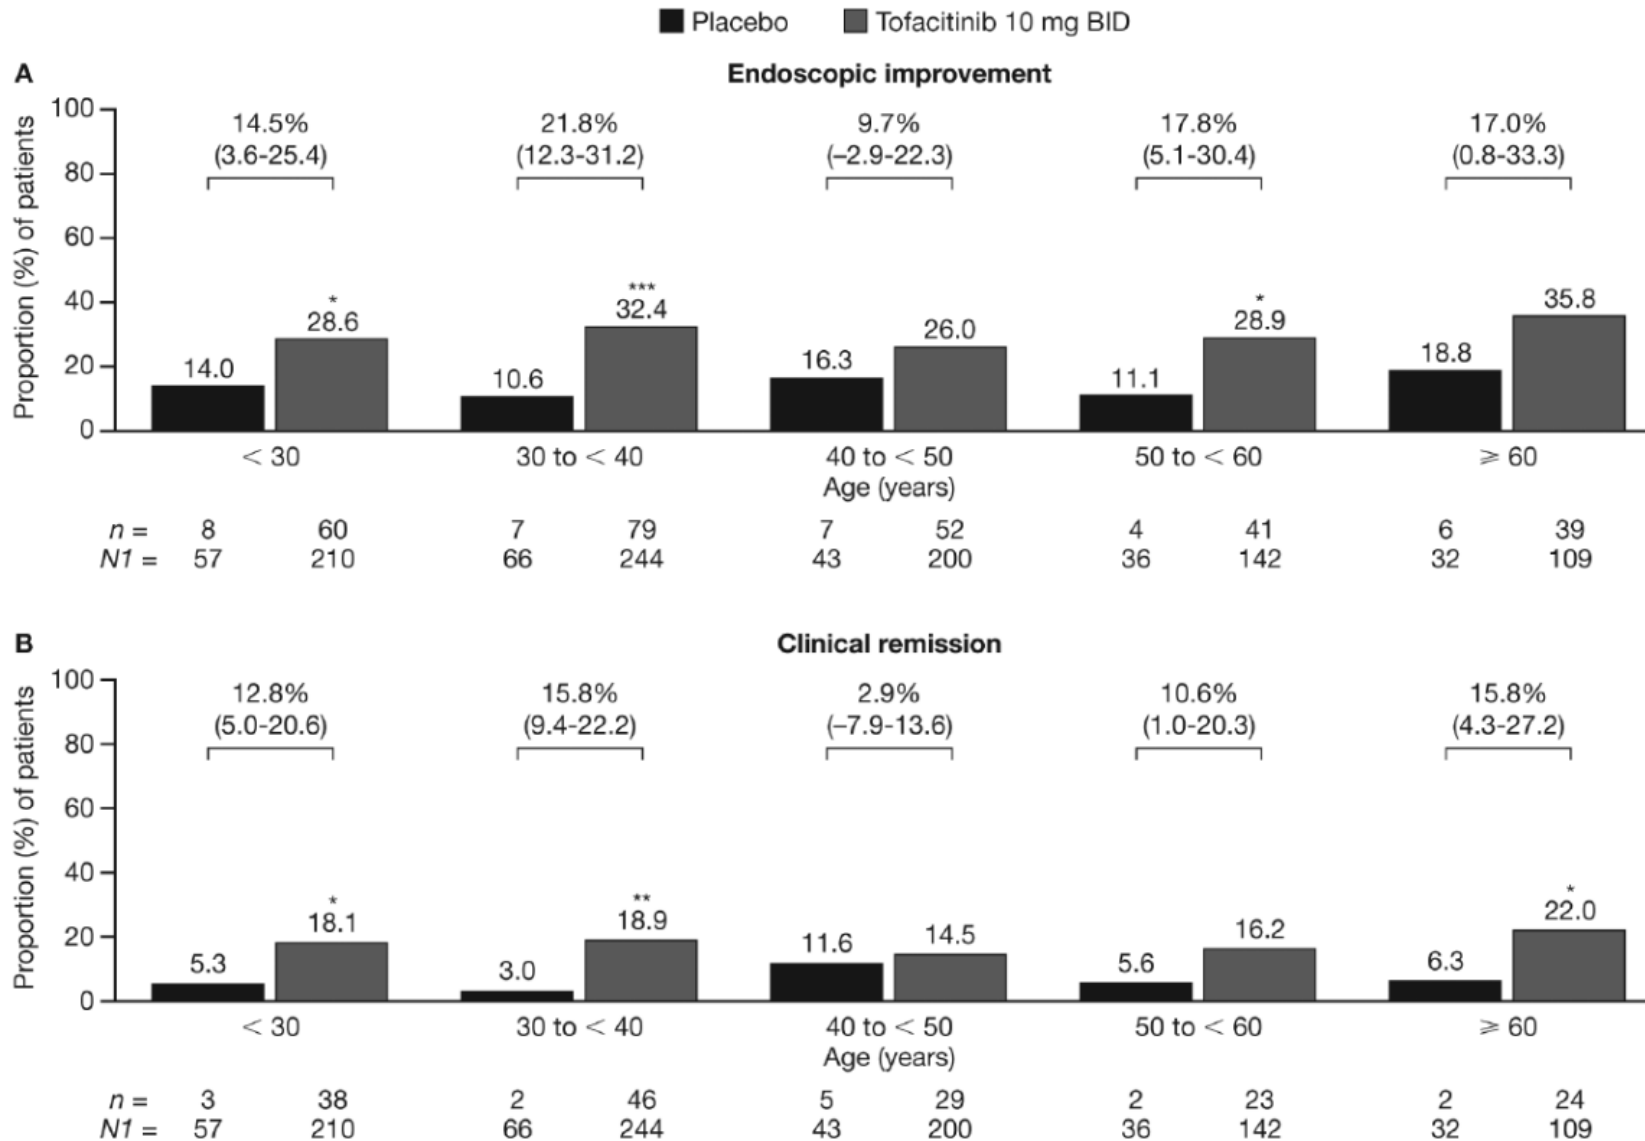 Placebo Tofacitinib 10 mg BID
A Endoscopic improvement
Proportion (%) of patients
100
80
60
40
20
0
14.5% 21.8% 9.7% 17.8% 17.0%
(3.6-25.4) (12.3-31.2) (–2.9-22.3) (5.1-30.4) (0.8-33.3)
* *** *
14.0 28.6 10.6 32.4 16.3 26.0 11.1 28.9 18.8 35.8
< 30 30 to < 40 40 to < 50 50 to < 60 ⩾ 60
Age (years)
n = 8 60 7 79 7 52 4 41 6 39
N1 = 57 210 66 244 43 200 36 142 32 109
B Clinical remission
Proportion (%) of patients
100
80
60
40
20
0
12.8% 15.8% 2.9% 10.6% 15.8%
(5.0-20.6) (9.4-22.2) (–7.9-13.6) (1.0-20.3) (4.3-27.2)
* ** *
5.3 18.1 3.0 18.9 11.6 14.5 5.6 16.2 6.3 22.0
< 30 30 to < 40 40 to < 50 50 to < 60 ⩾ 60
Age (years)
n = 3 38 2 46 5 29 2 23 2 24
N1 = 57 210 66 244 43 200 36 142 32 109